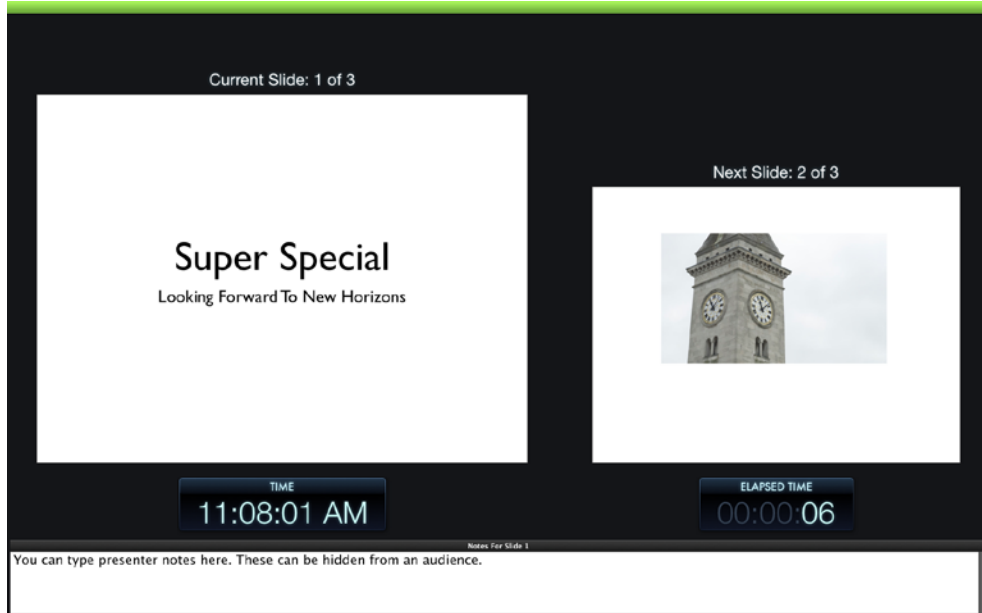 Current Slide: 1 of 3
Super Special
Looking Forward To New Horizons
Next Slide: 2 of 3
TIME
11:08:01 AM
ELAPSED TIME
00:00:06
Notes For Slide 1
You can type presenter notes here. These can be hidden from an audience.